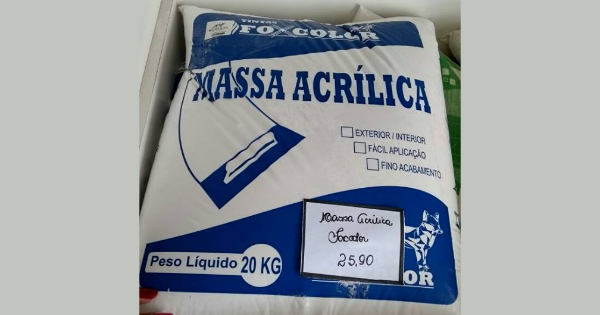 TINTAS
FOXCOLOR
MASSA ACRÍLICA
EXTERIOR / INTERIOR
FÁCIL APLICAÇÃO
FINO ACABAMENTO
Massa Acrílica
Foxcolor
25,90
Peso Líquido 20 KG
OR